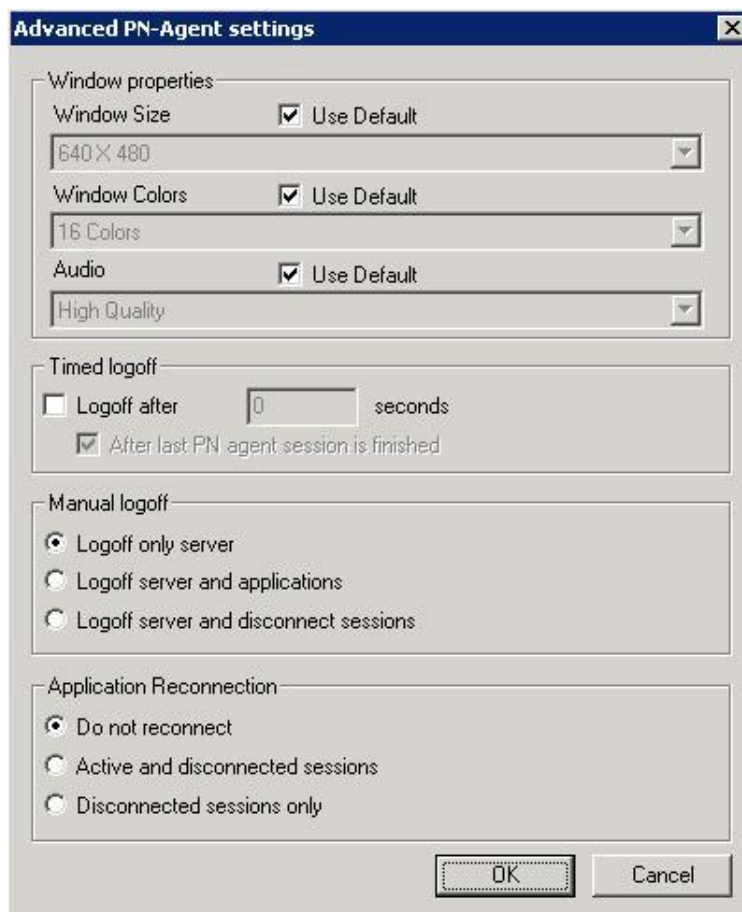 Advanced PN-Agent settings
Window properties
Window Size Use Default
640 X 480
Window Colors Use Default
16 Colors
Audio Use Default
High Quality
Timed logoff
Logoff after 0 seconds
After last PN agent session is finished
Manual logoff
Logoff only server
Logoff server and applications
Logoff server and disconnect sessions
Application Reconnection
Do not reconnect
Active and disconnected sessions
Disconnected sessions only
OK Cancel